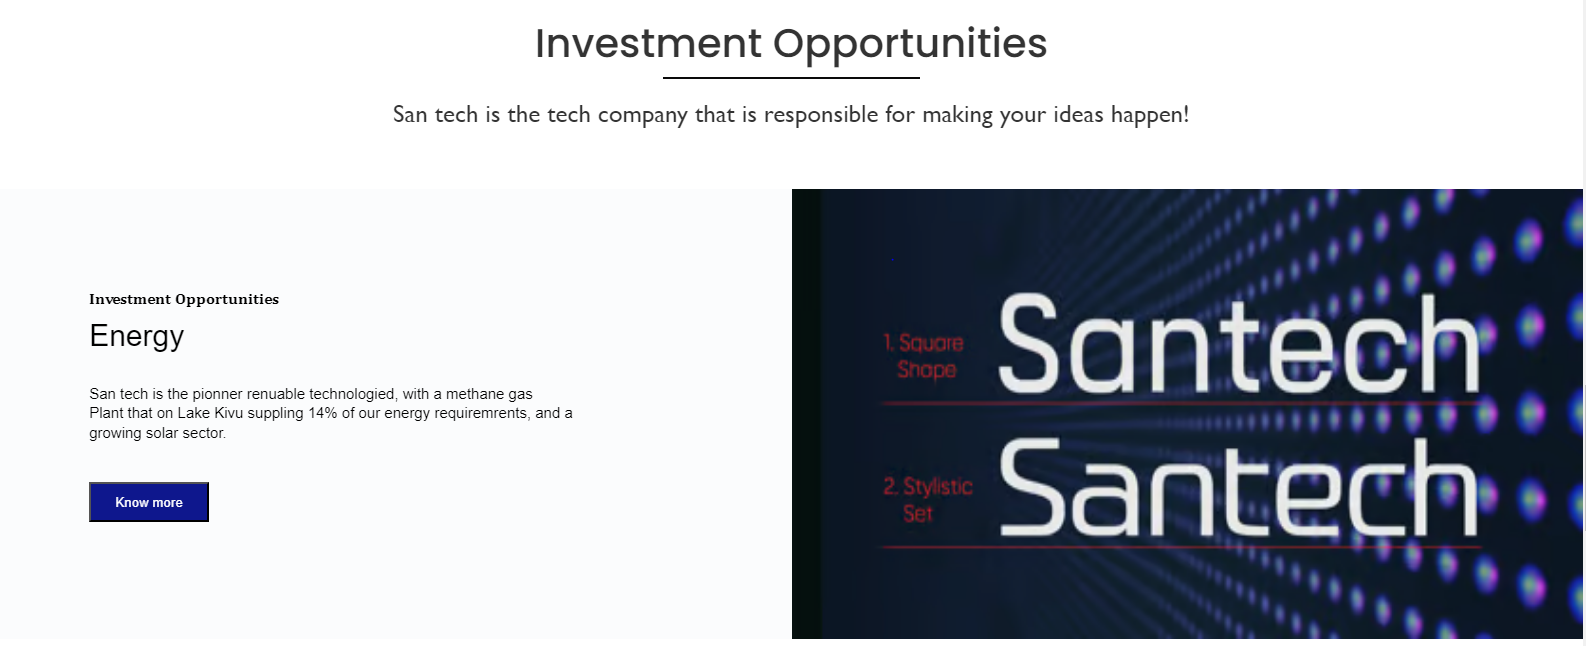 Investment Opportunities
San tech is the tech company that is responsible for making your ideas happen!
Investment Opportunities
Energy
San tech is the pionner renuable technologied, with a methane gas
Plant that on Lake Kivu suppling 14% of our energy requiremrents, and a
growing solar sector.
Know more
1. Square
Shape
Santech
2. Stylistic
Set
Santech